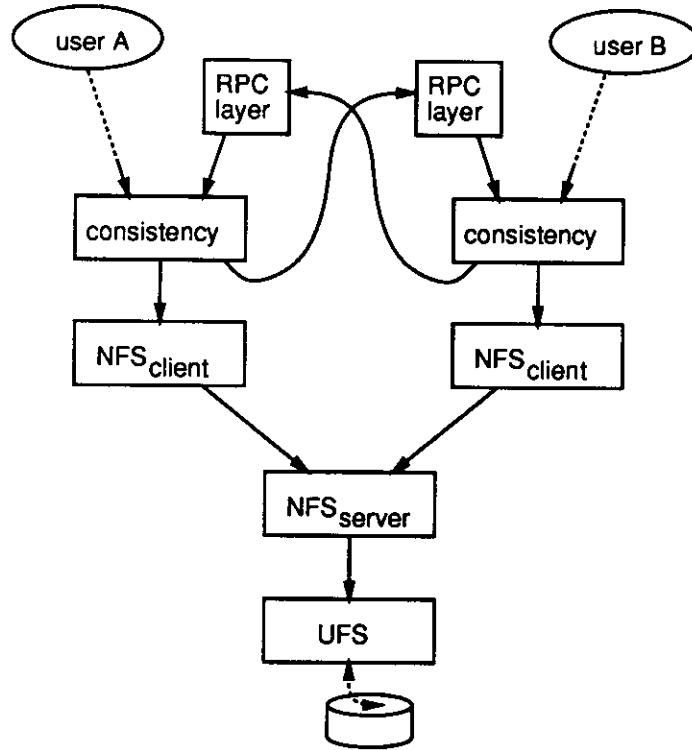 user A
user B
RPC
layer
RPC
layer
consistency
consistency
NFSclient
NFSclient
NFSserver
UFS